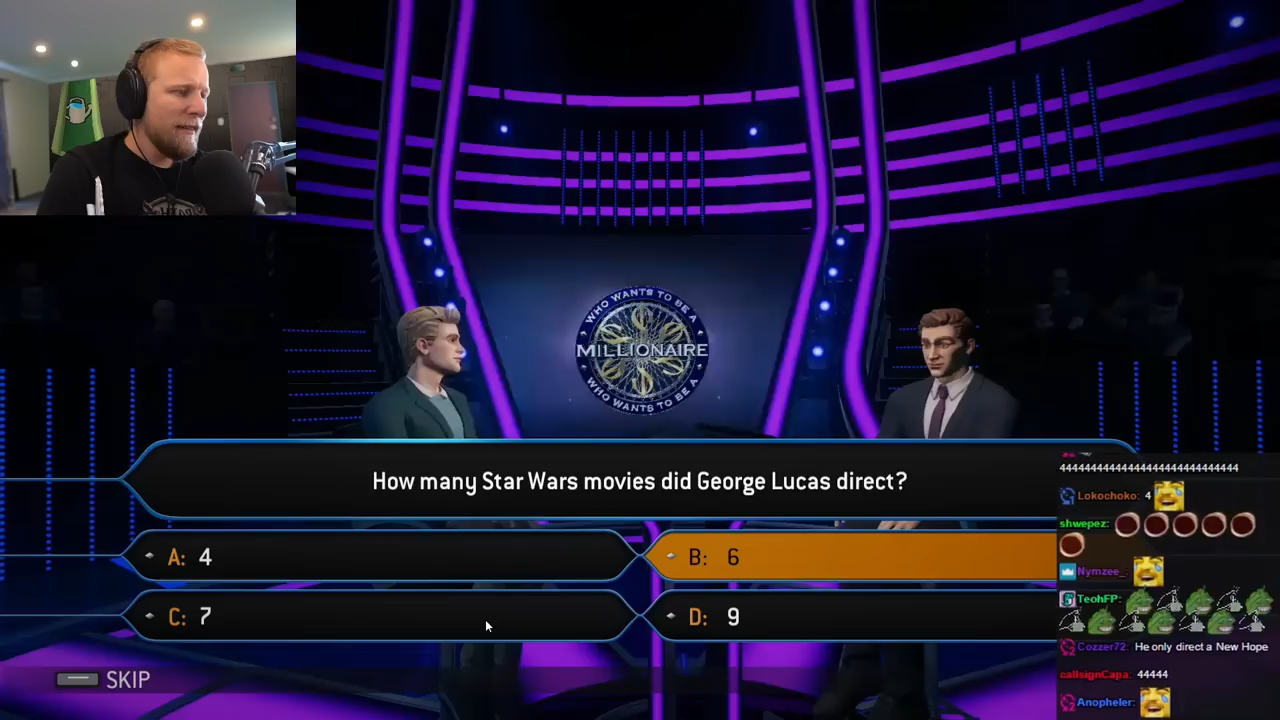 WHO WANTS TO BE A
MILLIONAIRE
WHO WANTS TO BE A
How many Star Wars movies did George Lucas direct?
A: 4
B: 6
C: 7
D: 9
SKIP
44444444444444444444444444444
Lokochoko: 4
shwepez:
Nymzee_:
TeohFP:
Cozzer72: He only direct a New Hope
callsignCapa: 44444
Anopheler: